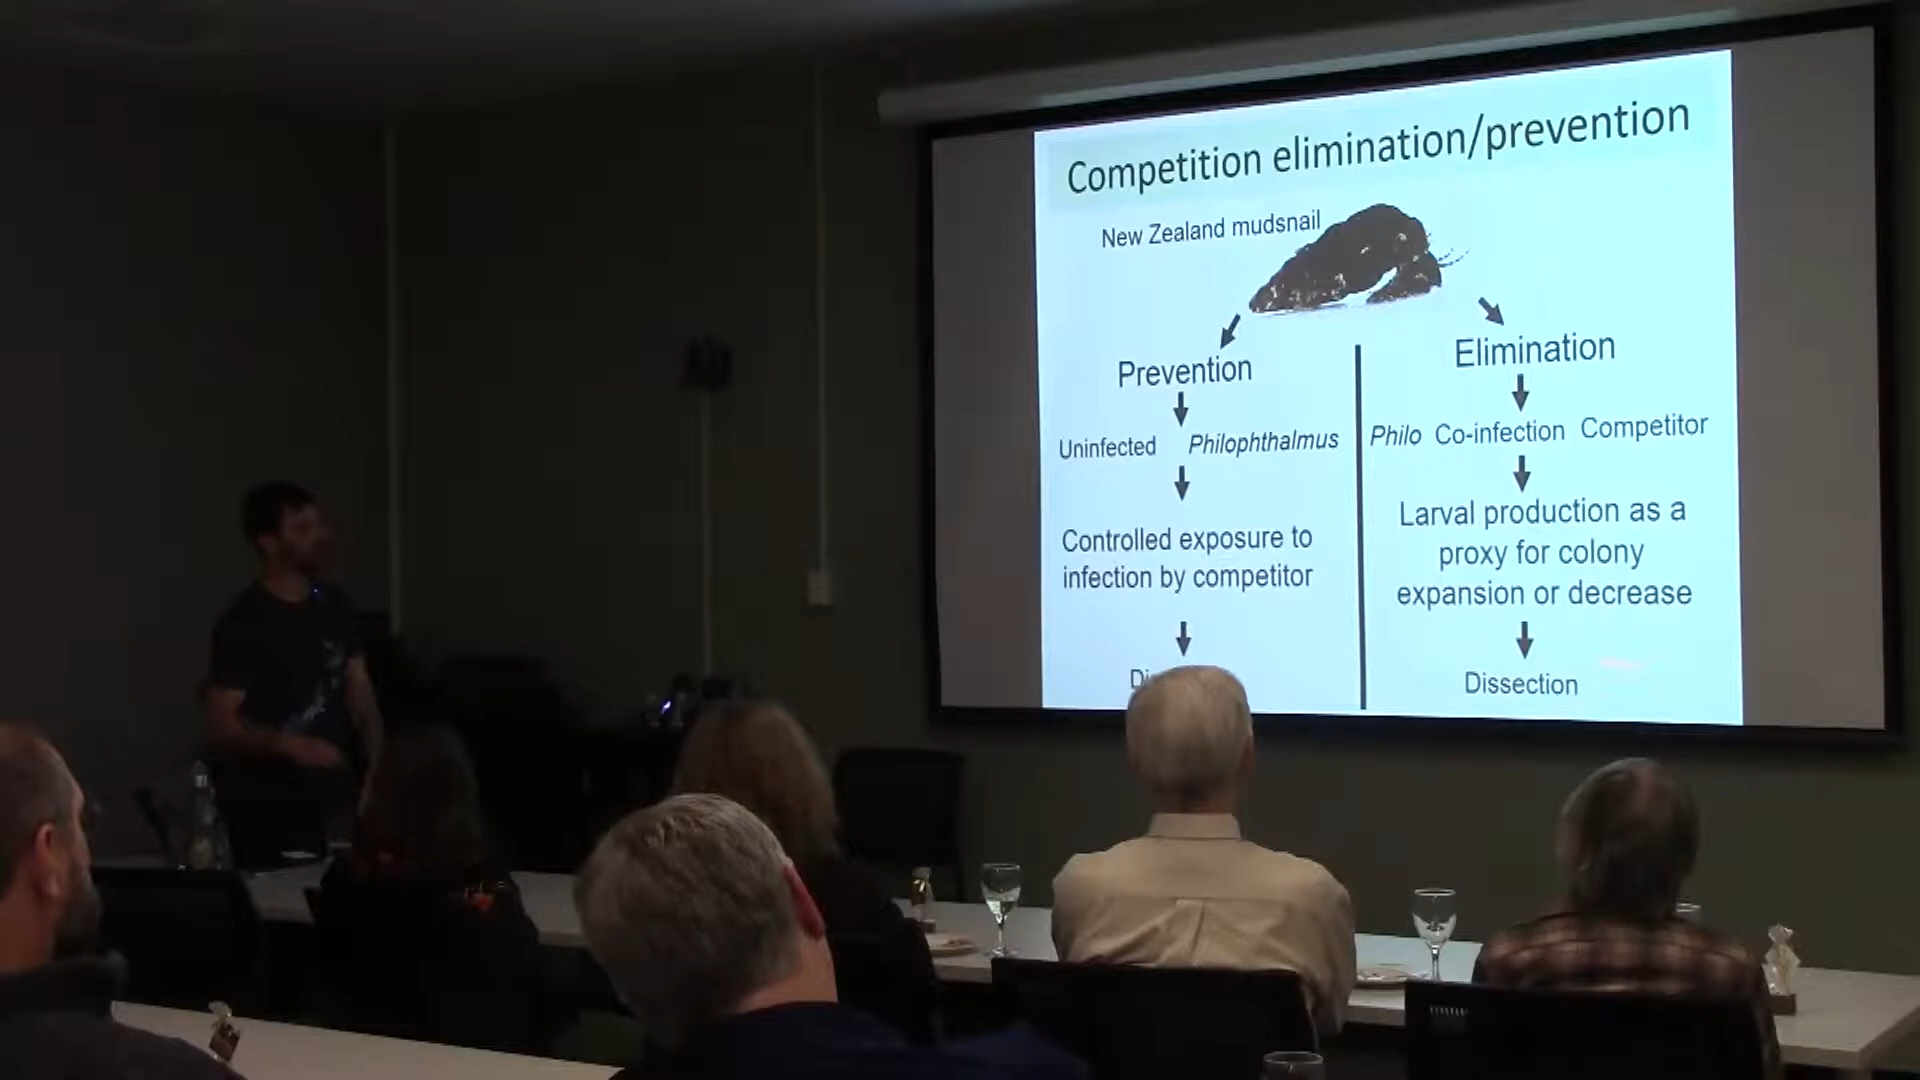 Competition elimination/prevention
New Zealand mudsnail
Prevention
Uninfected Philophthalmus
Controlled exposure to
infection by competitor
Elimination
Philo Co-infection Competitor
Larval production as a
proxy for colony
expansion or decrease
Dissection